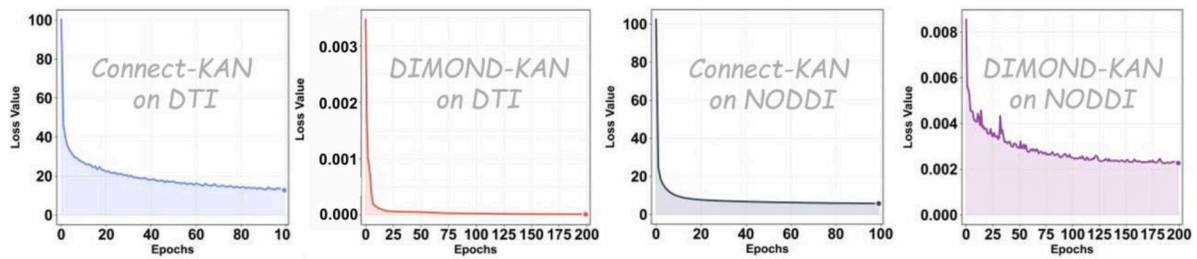 Loss Value
100
80
60
40
20
0
Connect-KAN
on DTI
0 20 40 60 80 10
Epochs
Loss Value
0.003
0.002
0.001
0.000
DIMOND-KAN
on DTI
0 25 50 75 100 125 150 175 200
Epochs
Loss Value
100
80
60
40
20
0
Connect-KAN
on NODDI
0 20 40 60 80 100
Epochs
Loss Value
0.008
0.006
0.004
0.002
0.000
DIMOND-KAN
on NODDI
0 25 50 75 100 125 150 175 200
Epochs